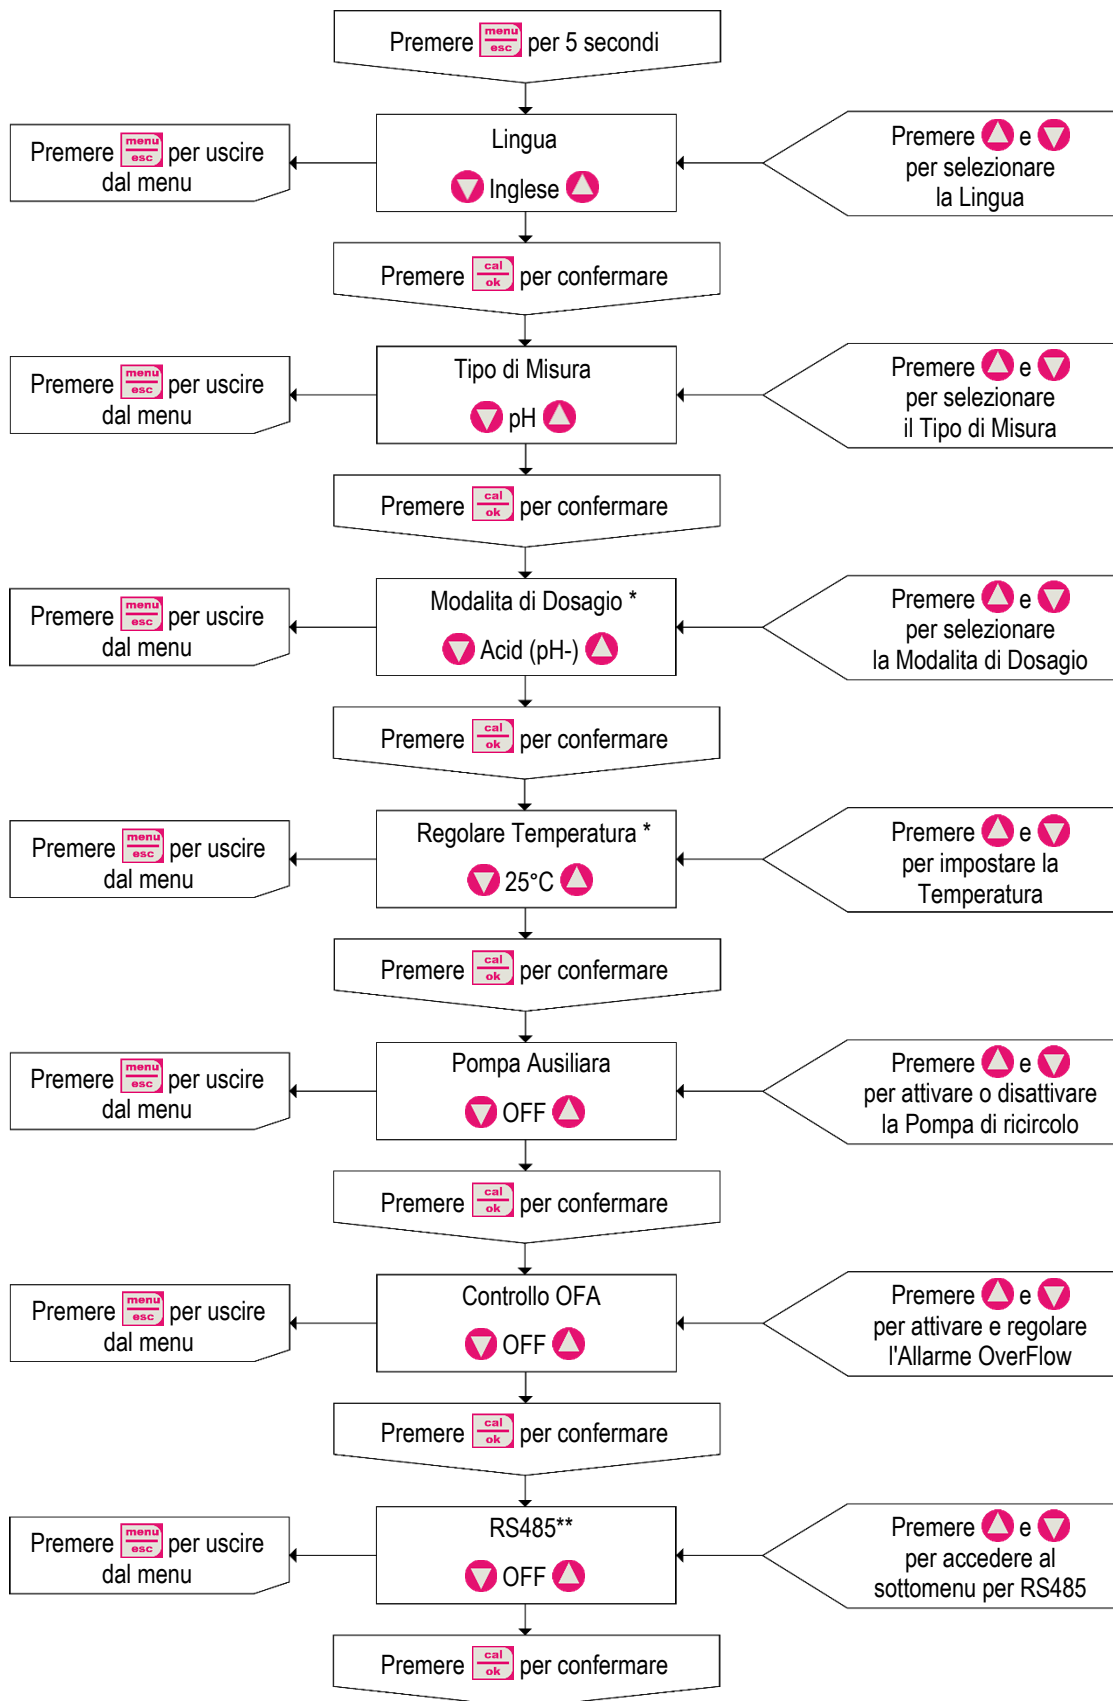 Premere menu esc per 5 secondi
Premere menu esc per uscire
dal menu
Lingua
Inglese
Premere e
per selezionare
la Lingua
Premere cal ok per confermare
Premere menu esc per uscire
dal menu
Tipo di Misura
pH
Premere e
per selezionare
il Tipo di Misura
Premere cal ok per confermare
Premere menu esc per uscire
dal menu
Modalita di Dosagio *
Acid (pH-)
Premere e
per selezionare
la Modalita di Dosagio
Premere cal ok per confermare
Premere menu esc per uscire
dal menu
Regolare Temperatura *
25°C
Premere e
per impostare la
Temperatura
Premere cal ok per confermare
Premere menu esc per uscire
dal menu
Pompa Ausiliara
OFF
Premere e
per attivare o disattivare
la Pompa di ricircolo
Premere cal ok per confermare
Premere menu esc per uscire
dal menu
Controllo OFA
OFF
Premere e
per attivare e regolare
l'Allarme OverFlow
Premere cal ok per confermare
Premere menu esc per uscire
dal menu
RS485**
OFF
Premere e
per accedere al
sottomenu per RS485
Premere cal ok per confermare